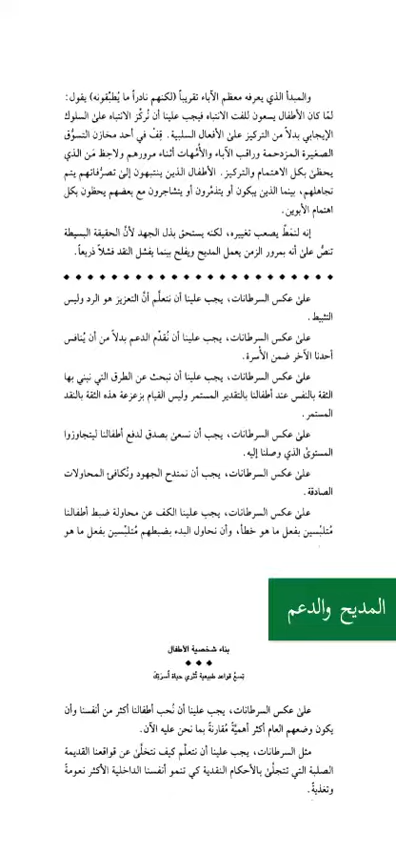 والمبدأ الذي يعرفه معظم الآباء تقريباً (لكنهم نادراً ما يُطبِّقونه) يقول:
لمّا كان الأطفال يسعون للفت الانتباه فيجب علينا أن نُركِّز الانتباه على السلوك
الإيجابي بدلاً من التركيز على الأفعال السلبية. قِفْ في أحد مخازن التسوُّق
الصغيرة المزدحمة وراقب الآباء والأُمَّهات أثناء مرورهم ولاحِظ مَن الذي
يحظى بكل الاهتمام والتركيز. الأطفال الذين ينتبهون إلى تصرُّفاتهم يتم
تجاهلهم، بينما الذين يبكون أو يتذمَّرون أو يتشاجرون مع بعضهم يحظون بكل
اهتمام الأبوين.
إنه لنمَطٌ يصعب تغييره، لكنه يستحق بذل الجهد لأنَّ الحقيقة البسيطة
تنصُّ على أنه بمرور الزمن يعمل المديح ويفلح بينما يفشل النقد فشلاً ذريعاً.
على عكس السرطانات، يجب علينا أن نتعلَّم أنَّ التعزيز هو الرد وليس
التثبيط.
على عكس السرطانات، يجب علينا أن نُقدِّم الدعم بدلاً من أن يُنافس
أحدنا الآخر ضمن الأُسرة.
على عكس السرطانات، يجب علينا أن نبحث عن الطرق التي نبني بها
الثقة بالنفس عند أطفالنا بالتقدير المستمر وليس القيام بزعزعة هذه الثقة بالنقد
المستمر.
على عكس السرطانات، يجب أن نسعى بصدق لدفع أطفالنا ليتجاوزوا
المستوى الذي وصلنا إليه.
على عكس السرطانات، يجب أن نمتدح الجهود ونُكافئ المحاولات
الصادقة.
على عكس السرطانات، يجب علينا الكف عن محاولة ضبط أطفالنا
مُتلبِّسين بفعل ما هو خطأ، وأن نحاول البدء بضبطهم مُتلبِّسين بفعل ما هو
المديح والدعم
بناء شخصية الأطفال
تِسعُ قواعد طبيعية تُثري حياة أسرَتِك
على عكس السرطانات، يجب علينا أن نُحب أطفالنا أكثر من أنفسنا وأن
يكون وضعهم العام أكثر أهميَّةً مُقارنةً بما نحن عليه الآن.
مثل السرطانات، يجب علينا أن نتعلَّم كيف نتخلَّى عن قواقعنا القديمة
الصلبة التي تتجلَّى بالأحكام النقدية كي تنمو أنفسنا الداخلية الأكثر نعومةً
وتغذيةً.